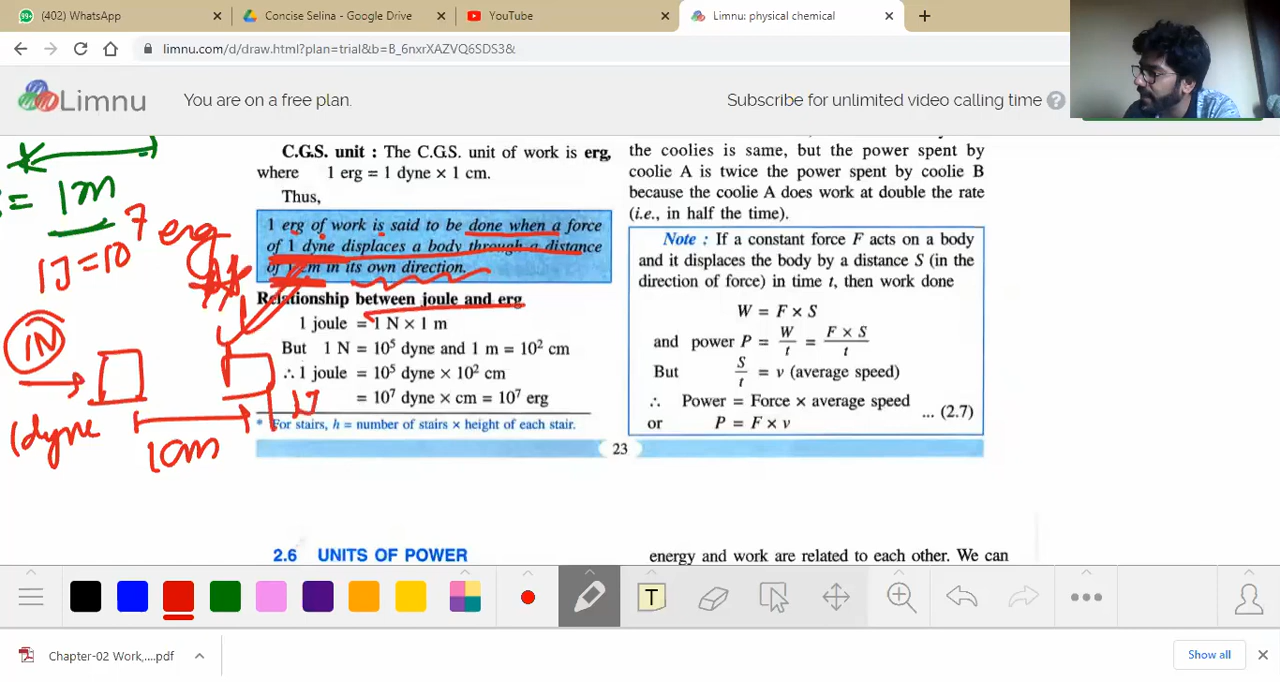 (402) WhatsApp
Concise Selina - Google Drive
YouTube
Limnu: physical chemical
limnu.com/d/draw.html?plan=trial&b=B_6nxrXAZVQ6SDS3&
Limnu
You are on a free plan.
Subscribe for unlimited video calling time ?
C.G.S. unit : The C.G.S. unit of work is erg,
where 1 erg = 1 dyne × 1 cm.
Thus,
1 erg of work is said to be done when a force
of 1 dyne displaces a body through a distance
of 1 cm in its own direction.
Relationship between joule and erg
1 joule = 1 N × 1 m
But 1 N = 10⁵ dyne and 1 m = 10² cm
∴ 1 joule = 10⁵ dyne × 10² cm
= 10⁷ dyne × cm = 10⁷ erg
* For stairs, h = number of stairs × height of each stair.
the coolies is same, but the power spent by
coolie A is twice the power spent by coolie B
because the coolie A does work at double the rate
(i.e., in half the time).
Note : If a constant force F acts on a body
and it displaces the body by a distance S (in the
direction of force) in time t, then work done
W = F × S
and power P = W/t = F × S/t
But S/t = v (average speed)
∴ Power = Force × average speed
... (2.7)
or P = F × v
23
= 1m
1J = 10⁷ erg
1N
1dyne
1cm
2.6 UNITS OF POWER
energy and work are related to each other. We can
T
Chapter-02 Work,....pdf
Show all